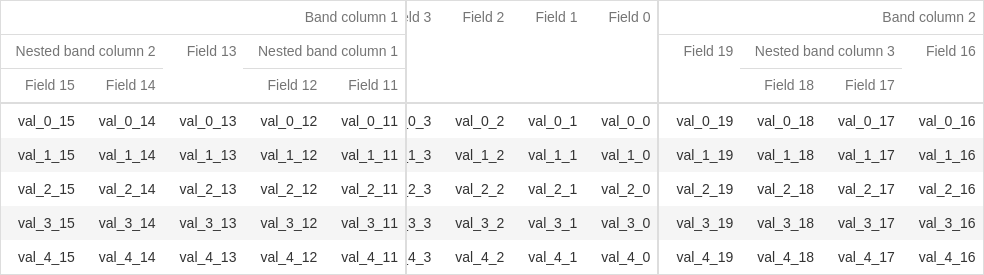 Band column 1 ld 3 Field 2 Field 1 Field 0 Band column 2
Nested band column 2 Field 13 Nested band column 1 Field 19 Nested band column 3 Field 16
Field 15 Field 14 Field 12 Field 11 Field 18 Field 17
val_0_15 val_0_14 val_0_13 val_0_12 val_0_11 0_3 val_0_2 val_0_1 val_0_0 val_0_19 val_0_18 val_0_17 val_0_16
val_1_15 val_1_14 val_1_13 val_1_12 val_1_11 1_3 val_1_2 val_1_1 val_1_0 val_1_19 val_1_18 val_1_17 val_1_16
val_2_15 val_2_14 val_2_13 val_2_12 val_2_11 2_3 val_2_2 val_2_1 val_2_0 val_2_19 val_2_18 val_2_17 val_2_16
val_3_15 val_3_14 val_3_13 val_3_12 val_3_11 3_3 val_3_2 val_3_1 val_3_0 val_3_19 val_3_18 val_3_17 val_3_16
val_4_15 val_4_14 val_4_13 val_4_12 val_4_11 4_3 val_4_2 val_4_1 val_4_0 val_4_19 val_4_18 val_4_17 val_4_16